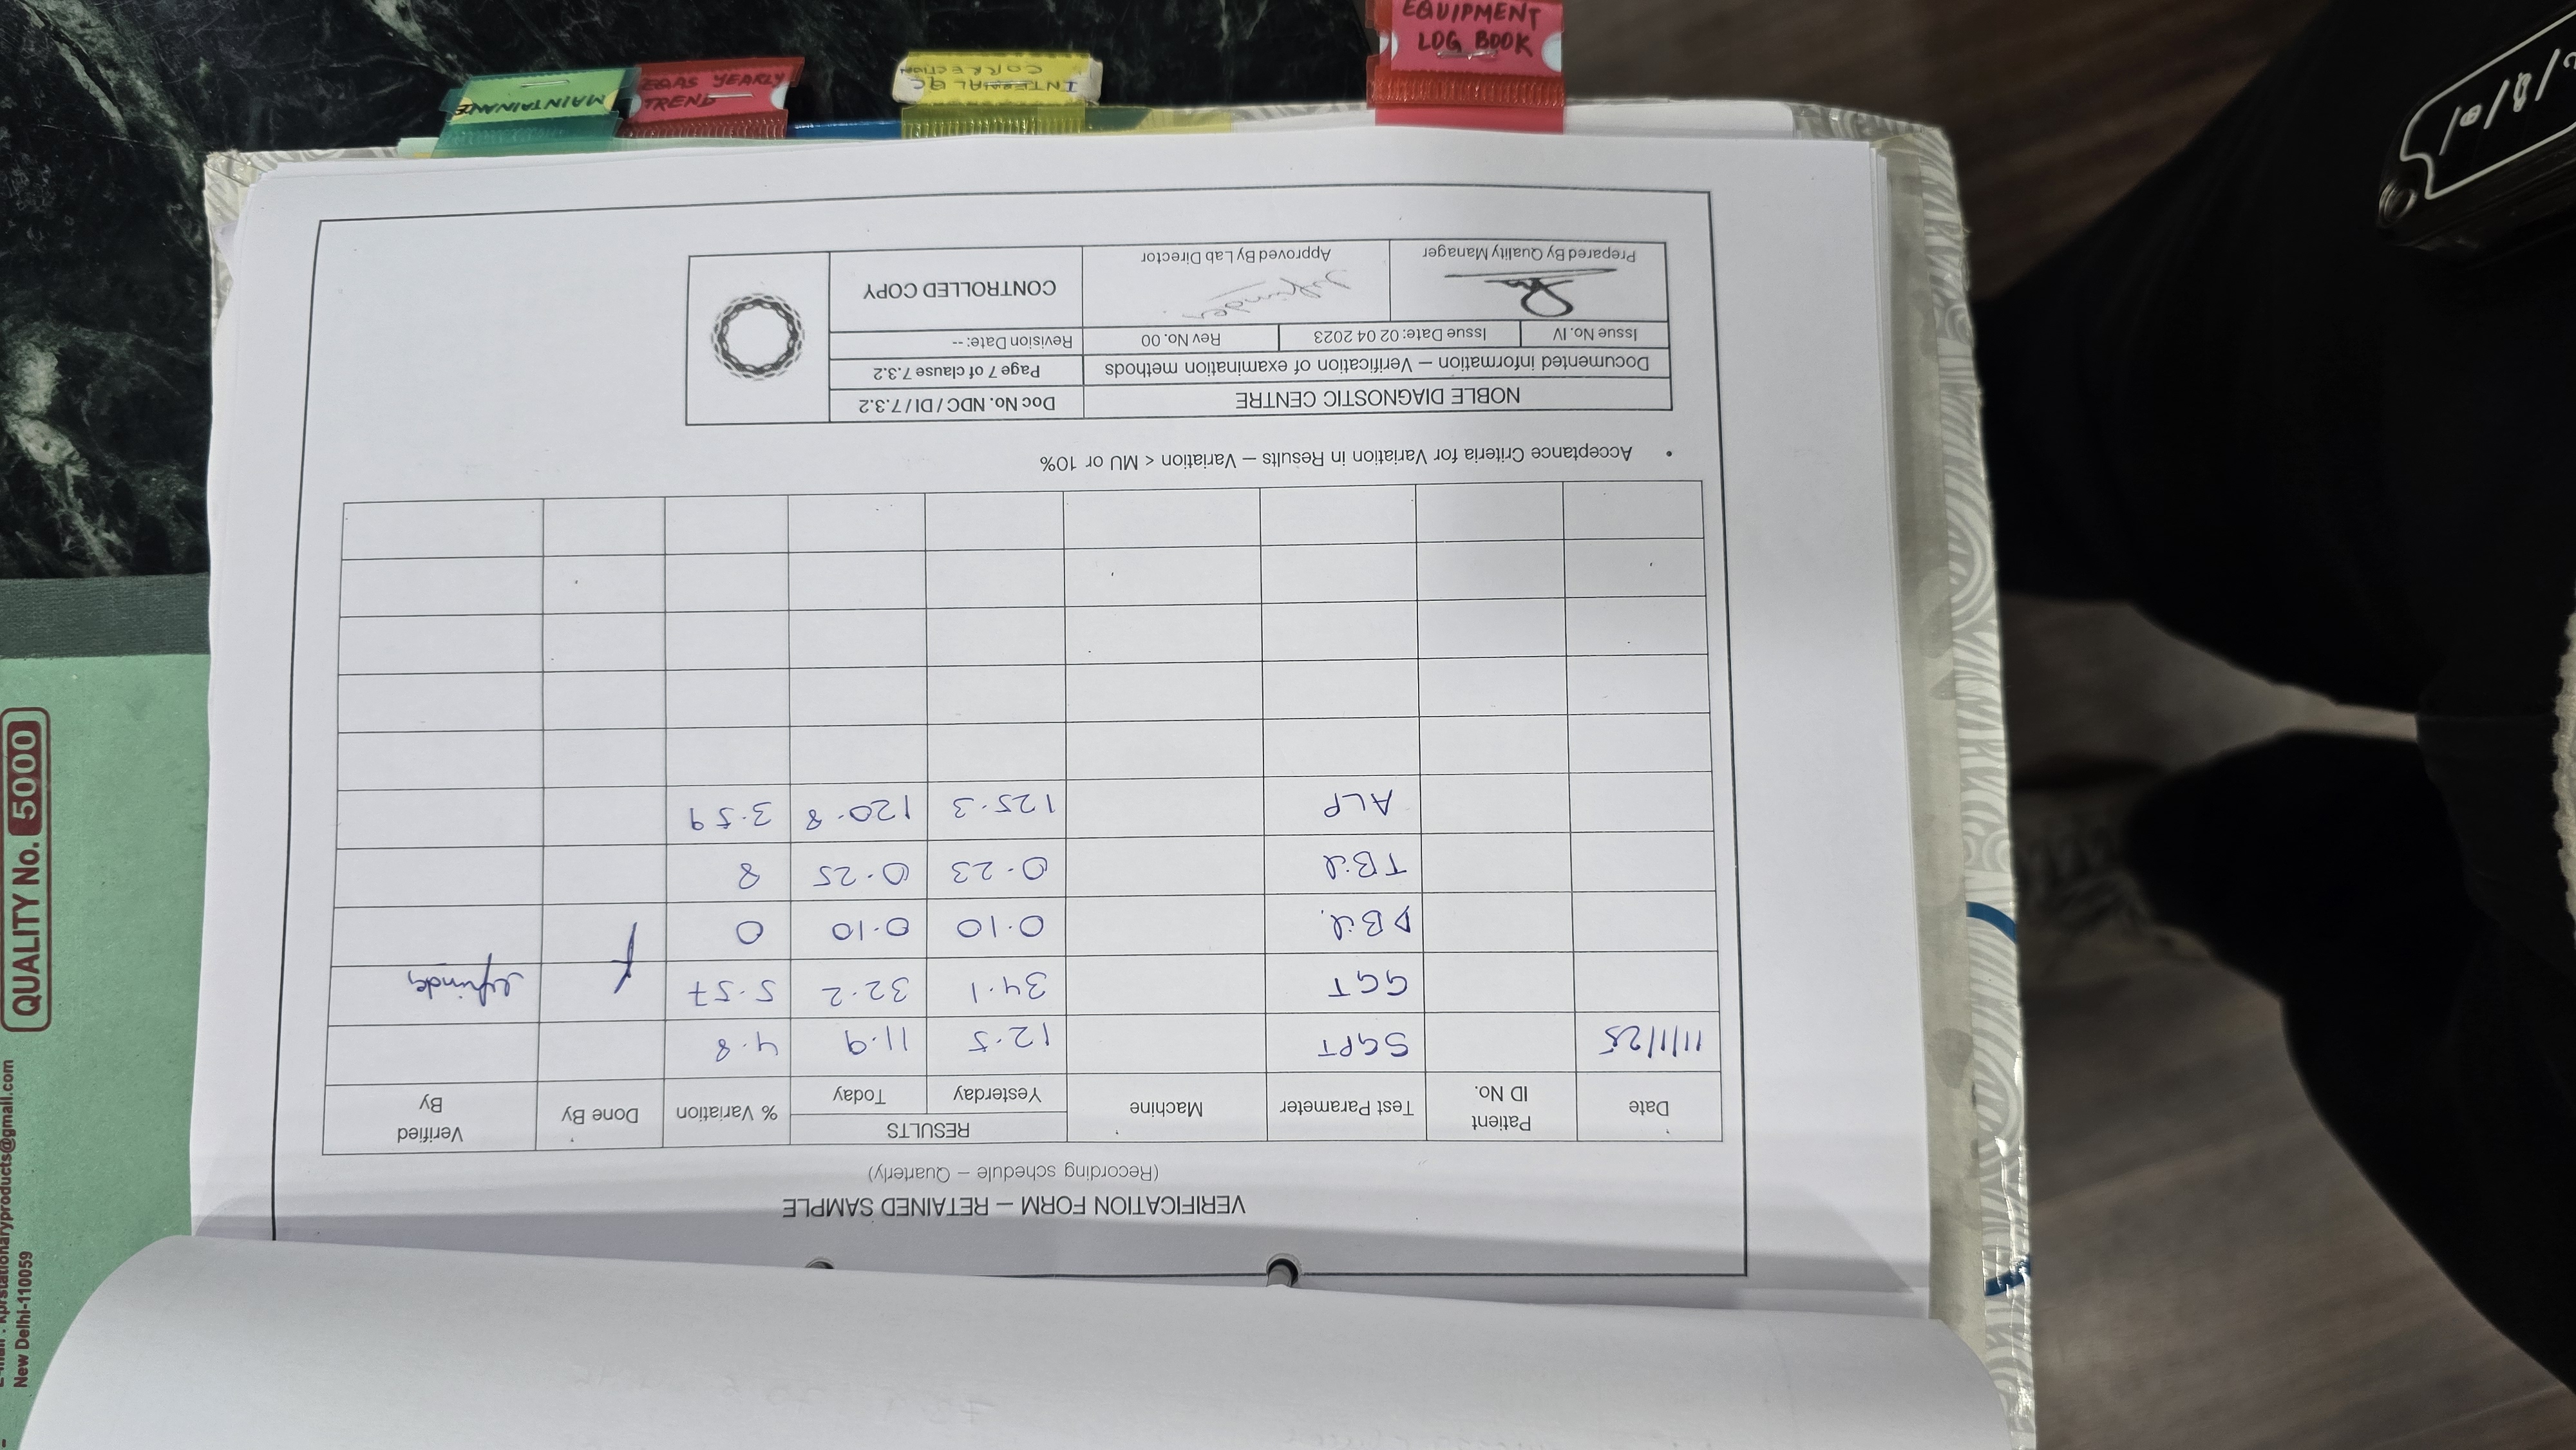 VERIFICATION FORM – RETAINED SAMPLE
(Recording schedule – Quarterly)
Date Patient ID No. Test Parameter Machine RESULTS Yesterday Today % Variation Done By Verified By
11/1/25 SGPT 12.5 11.9 4.8
GGT 34.1 32.2 5.57
D Bil. 0.10 0.10 0
T Bil 0.23 0.25 8
ALP 125.3 120.8 3.59
• Acceptance Criteria for Variation in Results – Variation < MU or 10%
NOBLE DIAGNOSTIC CENTRE Doc No. NDC / DI / 7.3.2
Documented information – Verification of examination methods Page 7 of clause 7.3.2
Issue No. IV Issue Date: 02 04 2023 Rev No. 00 Revision Date: --
Prepared By Quality Manager Approved By Lab Director CONTROLLED COPY
EQUIPMENT
LOG BOOK
INTERNAL QC
CORRECTION
EQAS YEARLY
TREND
MAINTAINANCE
QUALITY No. 5000
kprstationaryproducts@gmail.com
New Delhi-110059